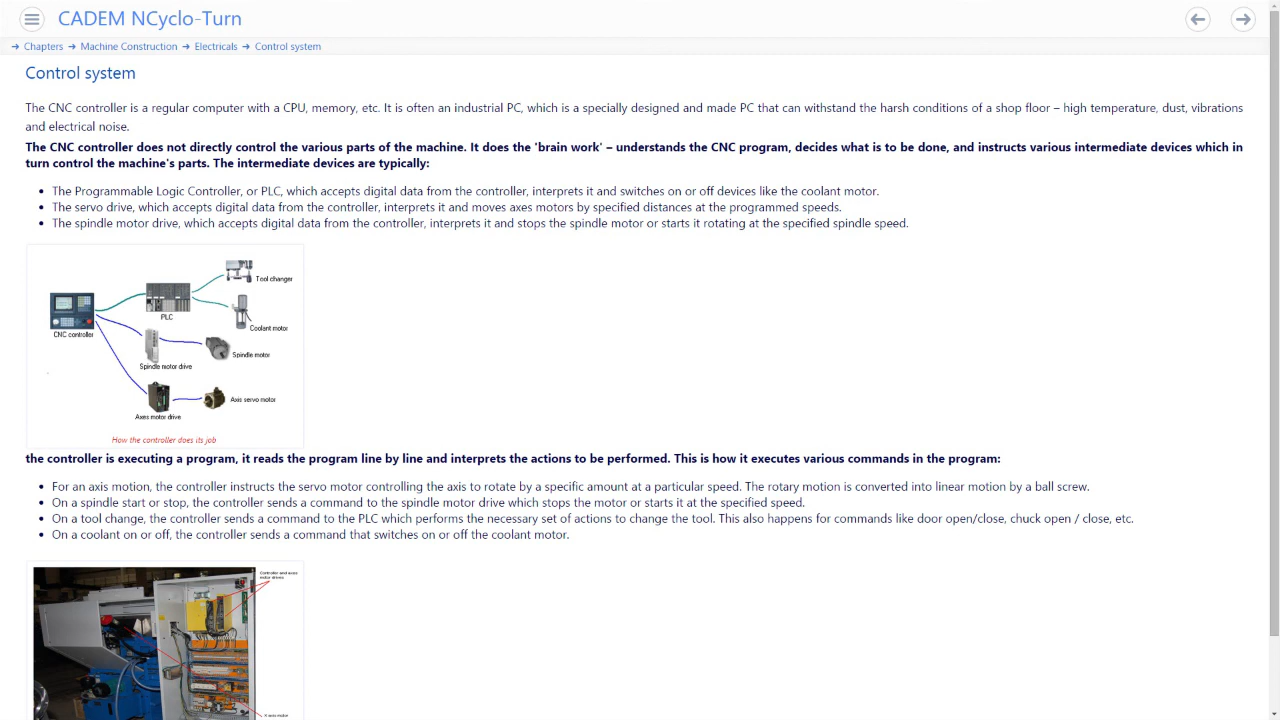 CADEM NCyclo-Turn
Chapters Machine Construction Electricals Control system
Control system
The CNC controller is a regular computer with a CPU, memory, etc. It is often an industrial PC, which is a specially designed and made PC that can withstand the harsh conditions of a shop floor – high temperature, dust, vibrations
and electrical noise.
The CNC controller does not directly control the various parts of the machine. It does the 'brain work' – understands the CNC program, decides what is to be done, and instructs various intermediate devices which in
turn control the machine's parts. The intermediate devices are typically:
• The Programmable Logic Controller, or PLC, which accepts digital data from the controller, interprets it and switches on or off devices like the coolant motor.
• The servo drive, which accepts digital data from the controller, interprets it and moves axes motors by specified distances at the programmed speeds.
• The spindle motor drive, which accepts digital data from the controller, interprets it and stops the spindle motor or starts it rotating at the specified spindle speed.
Tool changer
PLC
Coolant motor
CNC controller
Spindle motor
Spindle motor drive
Axis servo motor
Axes motor drive
How the controller does its job
the controller is executing a program, it reads the program line by line and interprets the actions to be performed. This is how it executes various commands in the program:
• For an axis motion, the controller instructs the servo motor controlling the axis to rotate by a specific amount at a particular speed. The rotary motion is converted into linear motion by a ball screw.
• On a spindle start or stop, the controller sends a command to the spindle motor drive which stops the motor or starts it at the specified speed.
• On a tool change, the controller sends a command to the PLC which performs the necessary set of actions to change the tool. This also happens for commands like door open/close, chuck open / close, etc.
• On a coolant on or off, the controller sends a command that switches on or off the coolant motor.
Controller and axes
motor drives
X axis motor